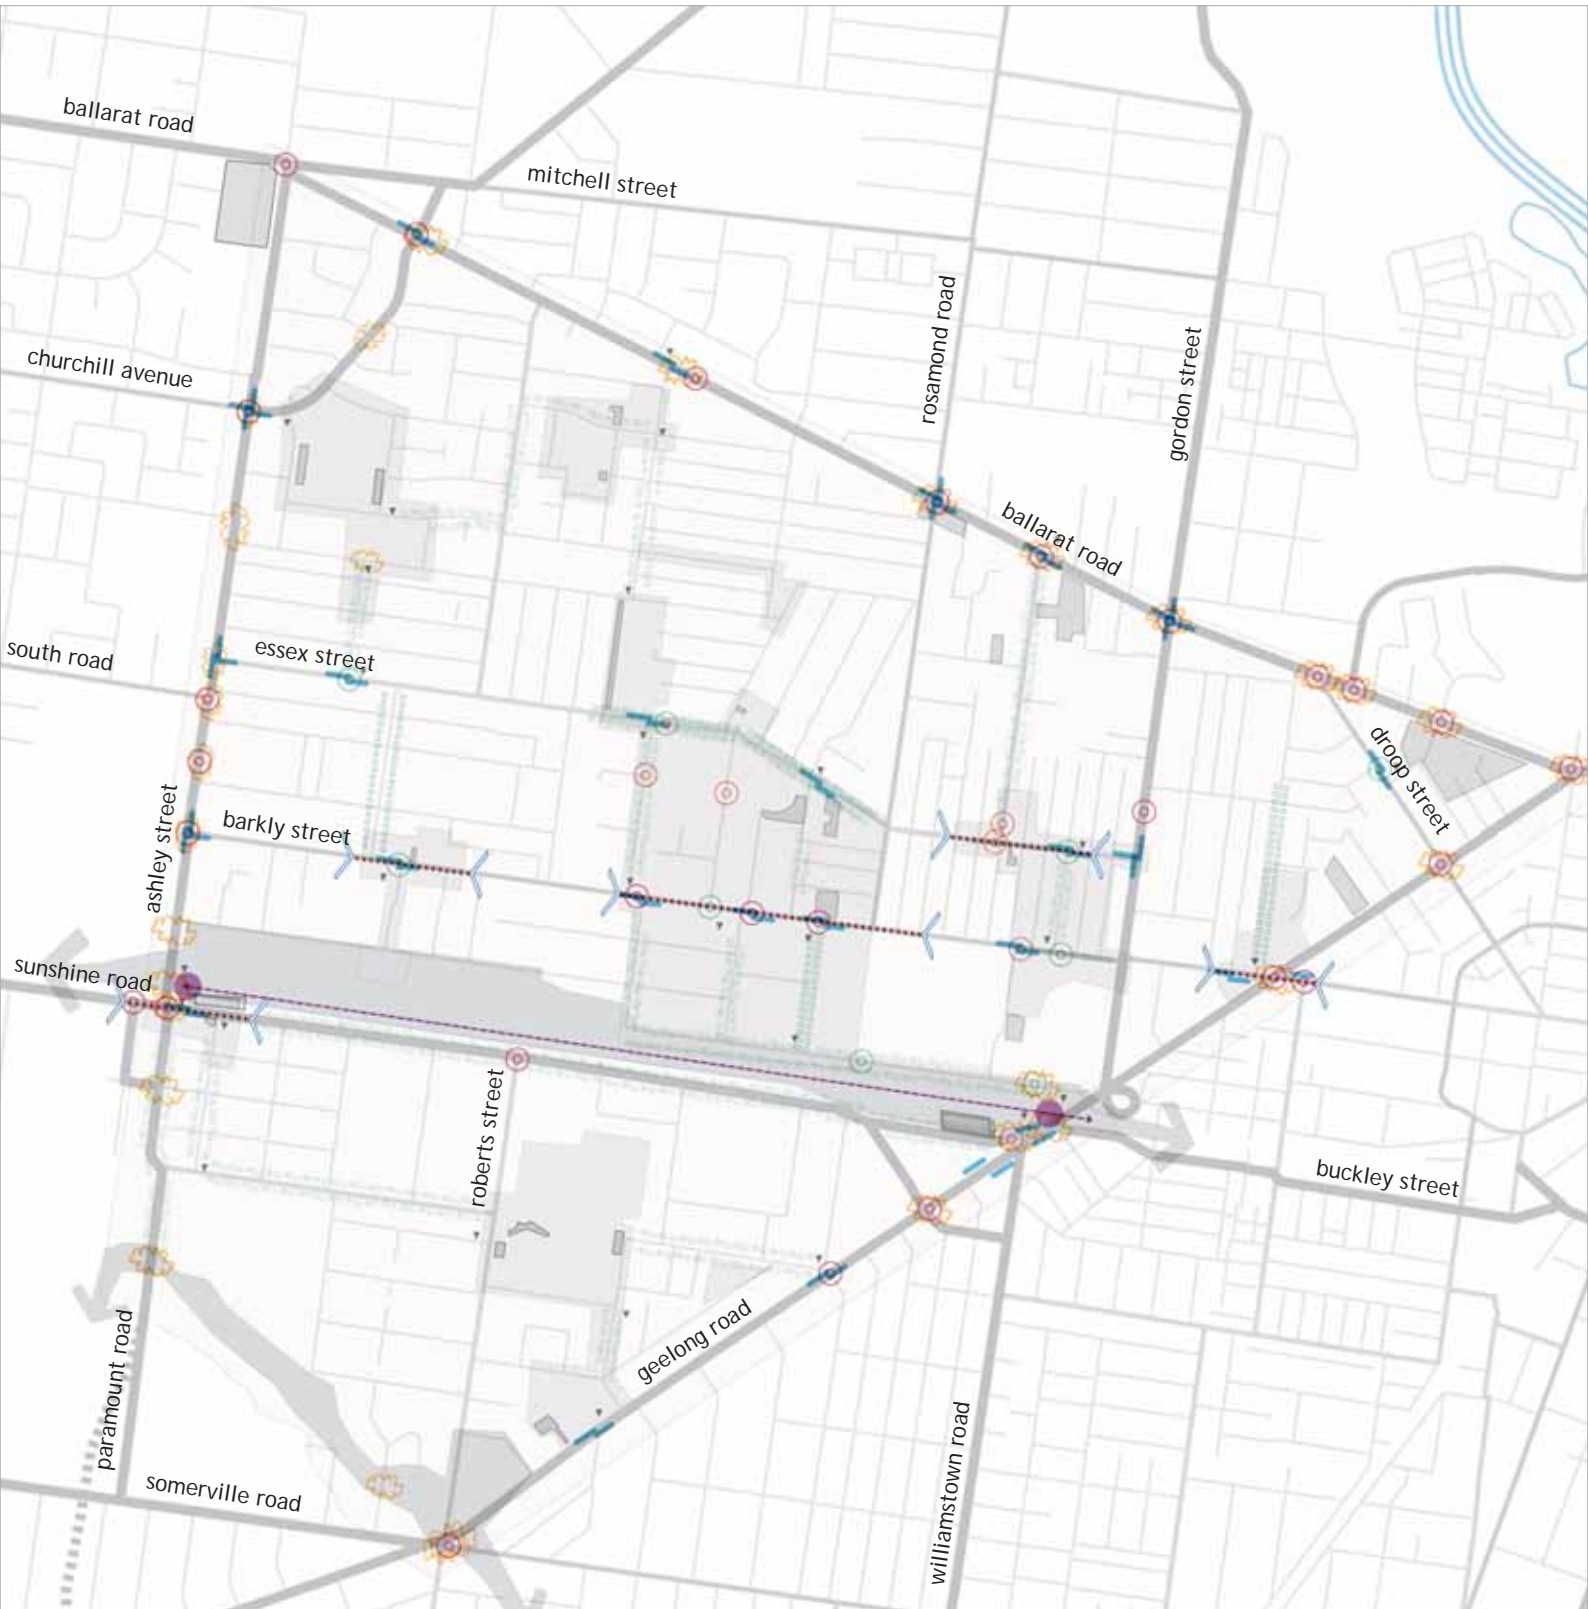 ballarat road
mitchell street
rosamond road
gordon street
churchill avenue
ballarat road
south road
essex street
droop street
barkly street
ashley street
sunshine road
roberts street
buckley street
geelong road
paramount road
williamstown road
somerville road